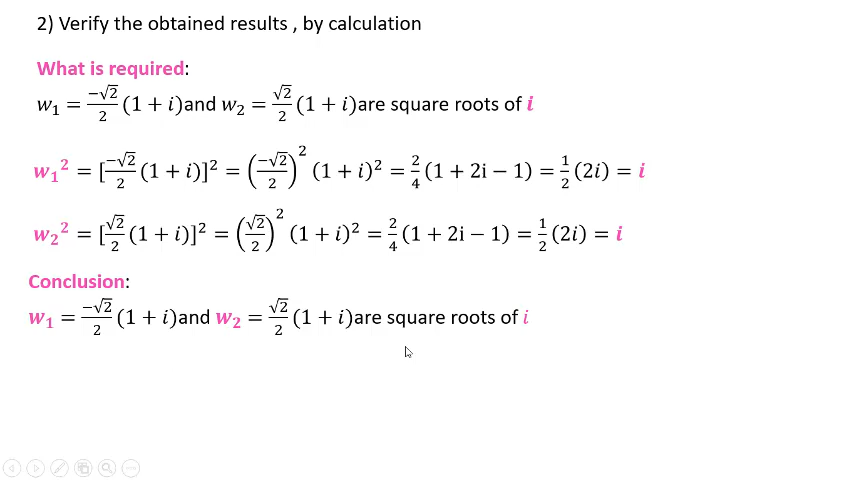 2) Verify the obtained results , by calculation
What is required:
w₁ = −√2/2 (1 + i)and w₂ = √2/2 (1 + i)are square roots of i
w₁² = [−√2/2 (1 + i)]² = (−√2/2)² (1 + i)² = 2/4 (1 + 2i − 1) = 1/2 (2i) = i
w₂² = [√2/2 (1 + i)]² = (√2/2)² (1 + i)² = 2/4 (1 + 2i − 1) = 1/2 (2i) = i
Conclusion:
w₁ = −√2/2 (1 + i)and w₂ = √2/2 (1 + i)are square roots of i